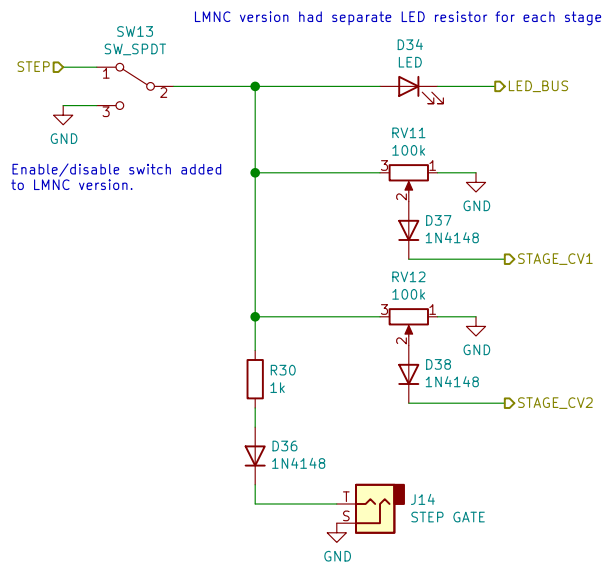 LMNC version had separate LED resistor for each stage
SW13
SW_SPDT
STEP
1
2
3
GND
D34
LED
LED_BUS
Enable/disable switch added
to LMNC version.
RV11
100k
3
1
2
GND
D37
1N4148
STAGE_CV1
RV12
100k
3
1
2
GND
D38
1N4148
STAGE_CV2
R30
1k
D36
1N4148
T
S
J14
STEP GATE
GND